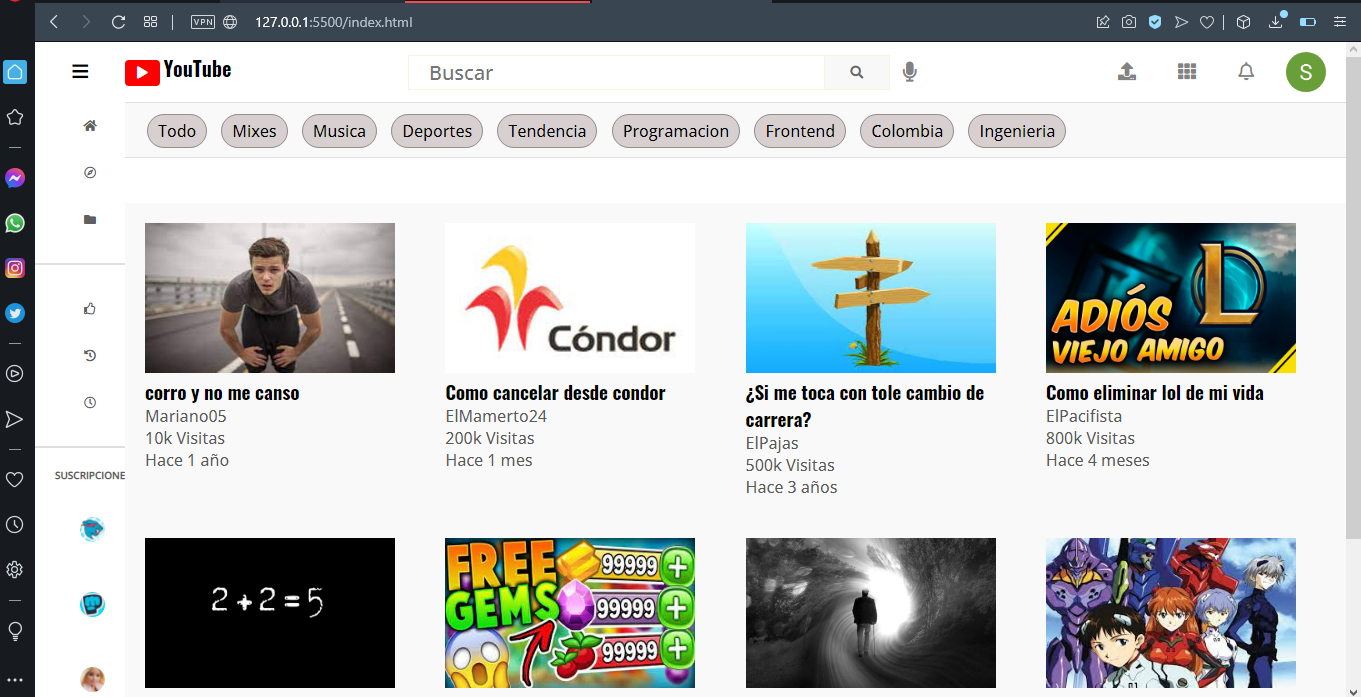 VPN
127.0.0.1:5500/index.html
YouTube
Buscar
S
Todo
Mixes
Musica
Deportes
Tendencia
Programacion
Frontend
Colombia
Ingenieria
SUSCRIPCIONE
Cóndor
ADIÓS
VIEJO AMIGO
L
corro y no me canso
Mariano05
10k Visitas
Hace 1 año
Como cancelar desde condor
ElMamerto24
200k Visitas
Hace 1 mes
¿Si me toca con tole cambio de
carrera?
ElPajas
500k Visitas
Hace 3 años
Como eliminar lol de mi vida
ElPacifista
800k Visitas
Hace 4 meses
2+2=5
FREE
GEMS
99999
99999
99999